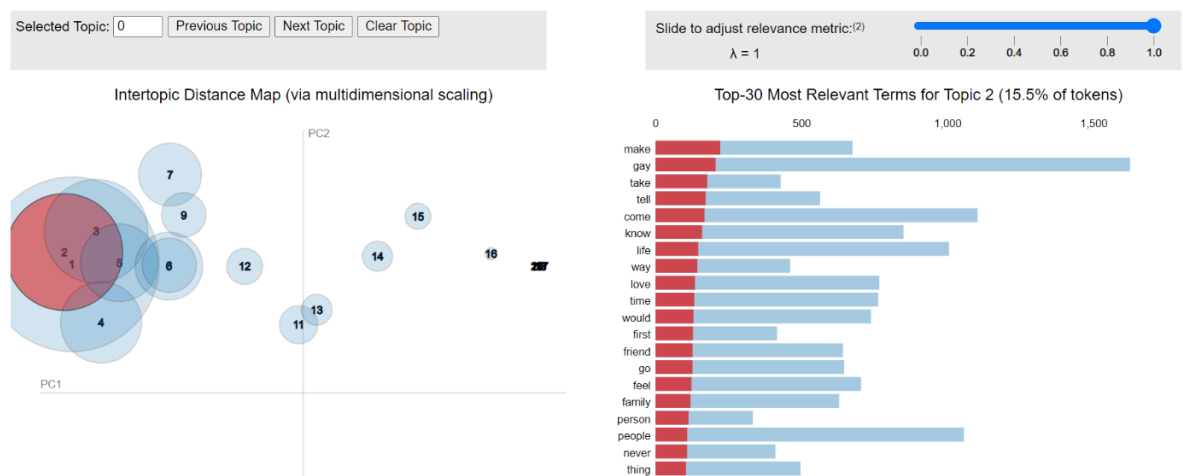 Selected Topic: 0 Previous Topic Next Topic Clear Topic
Slide to adjust relevance metric:(2)
λ = 1
0.0 0.2 0.4 0.6 0.8 1.0
Intertopic Distance Map (via multidimensional scaling)
PC2
PC1
7
9
3
2
1
5
6
4
12
11
13
14
15
16
Top-30 Most Relevant Terms for Topic 2 (15.5% of tokens)
0 500 1,000 1,500
make
gay
take
tell
come
know
life
way
love
time
would
first
friend
go
feel
family
person
people
never
thing